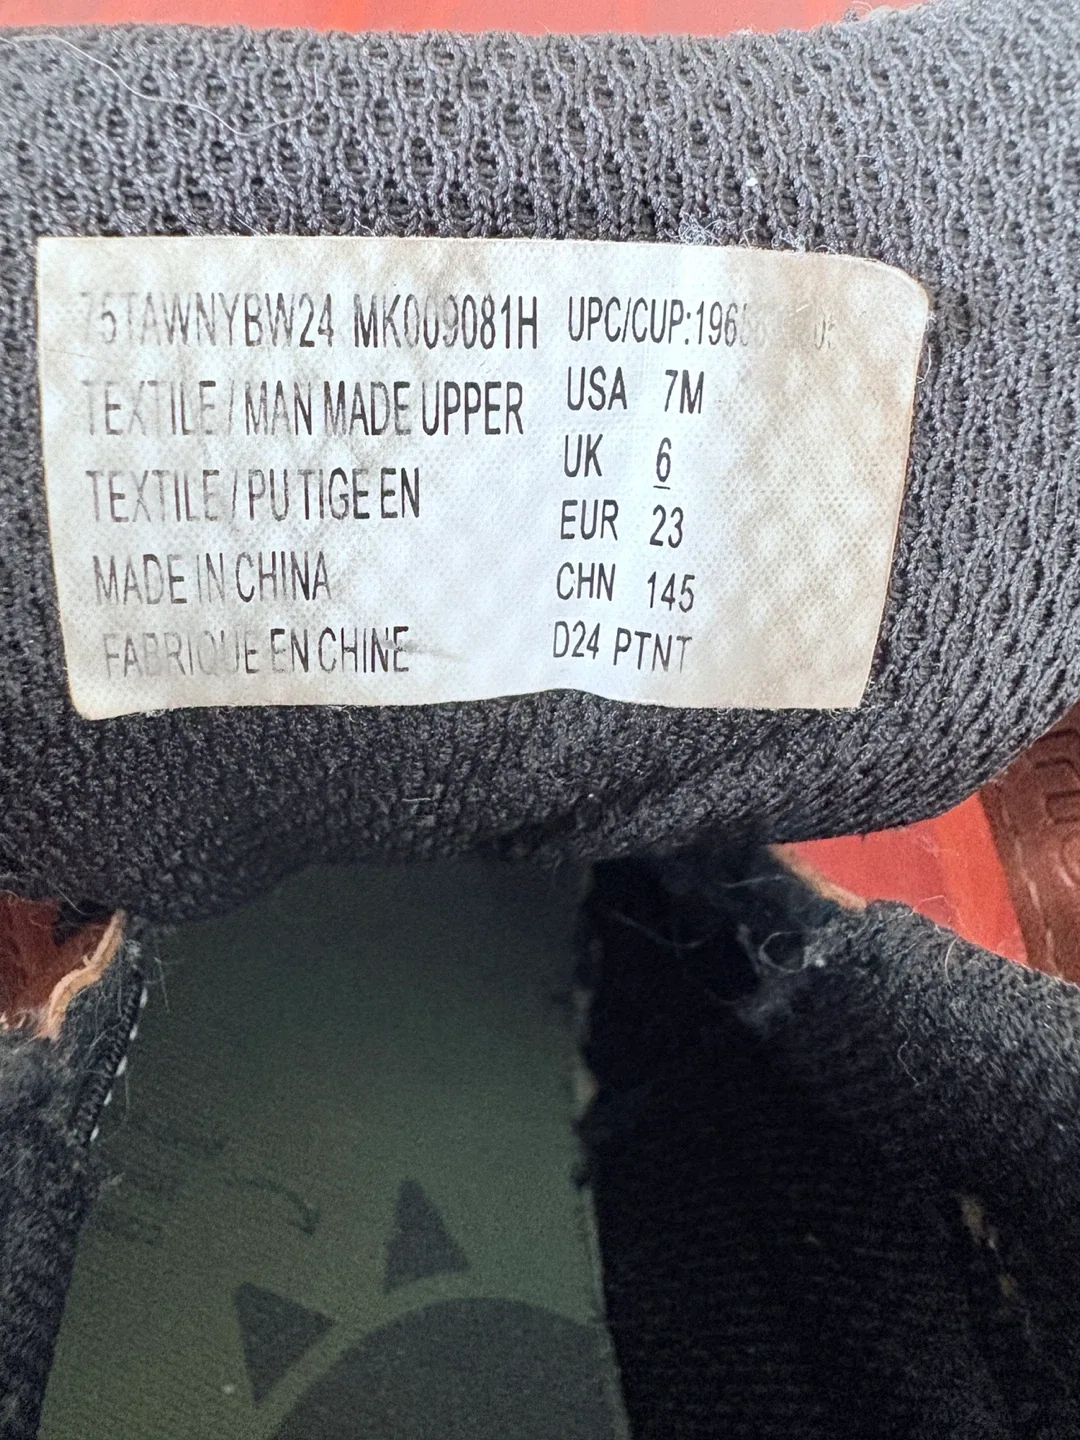 75TAWNYBW24 MK009081H
TEXTILE / MAN MADE UPPER
TEXTILE / PU TIGE EN
MADE IN CHINA
FABRIQUE EN CHINE
UPC/CUP:
USA 7M
UK 6
EUR 23
CHN 145
D24 PTNT